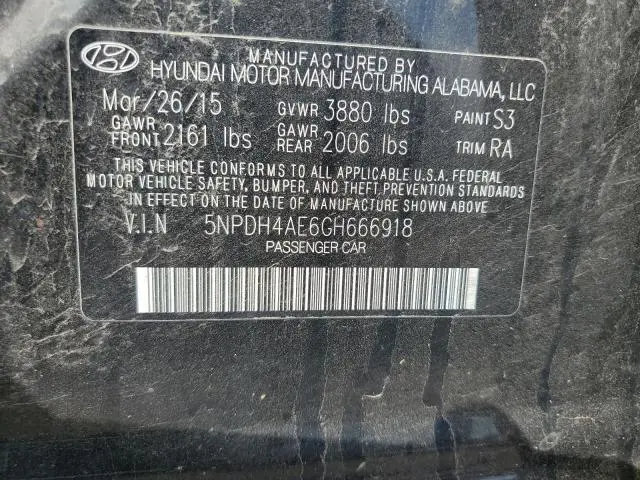 MANUFACTURED BY
HYUNDAI MOTOR MANUFACTURING ALABAMA, LLC
Mar/26/15 GVWR 3880 lbs PAINT S3
GAWR FRONT 2161 lbs GAWR REAR 2006 lbs TRIM RA
THIS VEHICLE CONFORMS TO ALL APPLICABLE U.S.A. FEDERAL
MOTOR VEHICLE SAFETY, BUMPER, AND THEFT PREVENTION STANDARDS
IN EFFECT ON THE DATE OF MANUFACTURE SHOWN ABOVE.
V.I.N 5NPDH4AE6GH666918
PASSENGER CAR